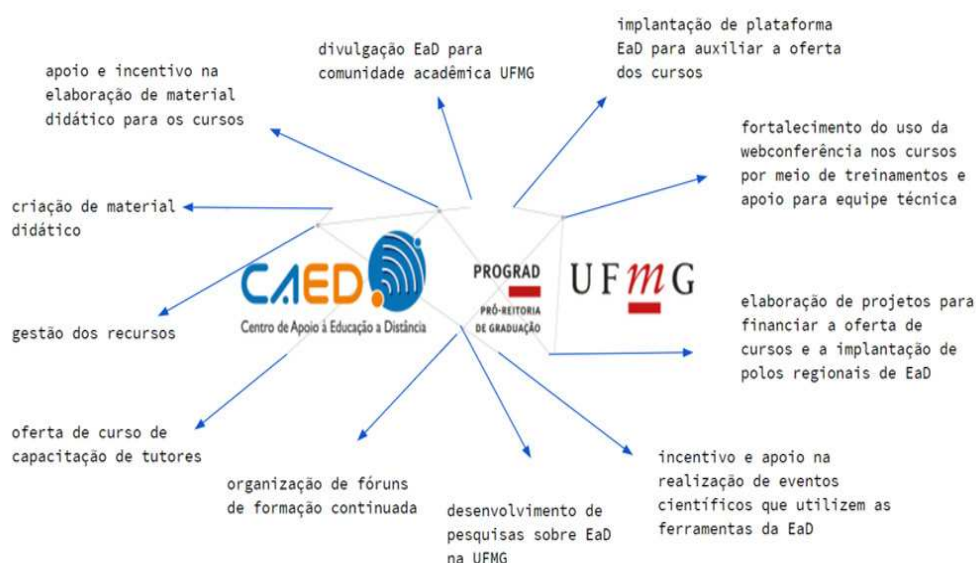 implantação de plataforma
EaD para auxiliar a oferta
dos cursos
divulgação EaD para
comunidade acadêmica UFMG
apoio e incentivo na
elaboração de material
didático para os cursos
fortalecimento do uso da
webconferência nos cursos
por meio de treinamentos e
apoio para equipe técnica
criação de material
didático
CAED
Centro de Apoio à Educação a Distância
PROGRAD
PRÓ-REITORIA
DE GRADUAÇÃO
UFmG
elaboração de projetos para
financiar a oferta de
cursos e a implantação de
polos regionais de EaD
gestão dos recursos
oferta de curso de
capacitação de tutores
organização de fóruns
de formação continuada
desenvolvimento de
pesquisas sobre EaD
na UFMG
incentivo e apoio na
realização de eventos
científicos que utilizem as
ferramentas da EaD